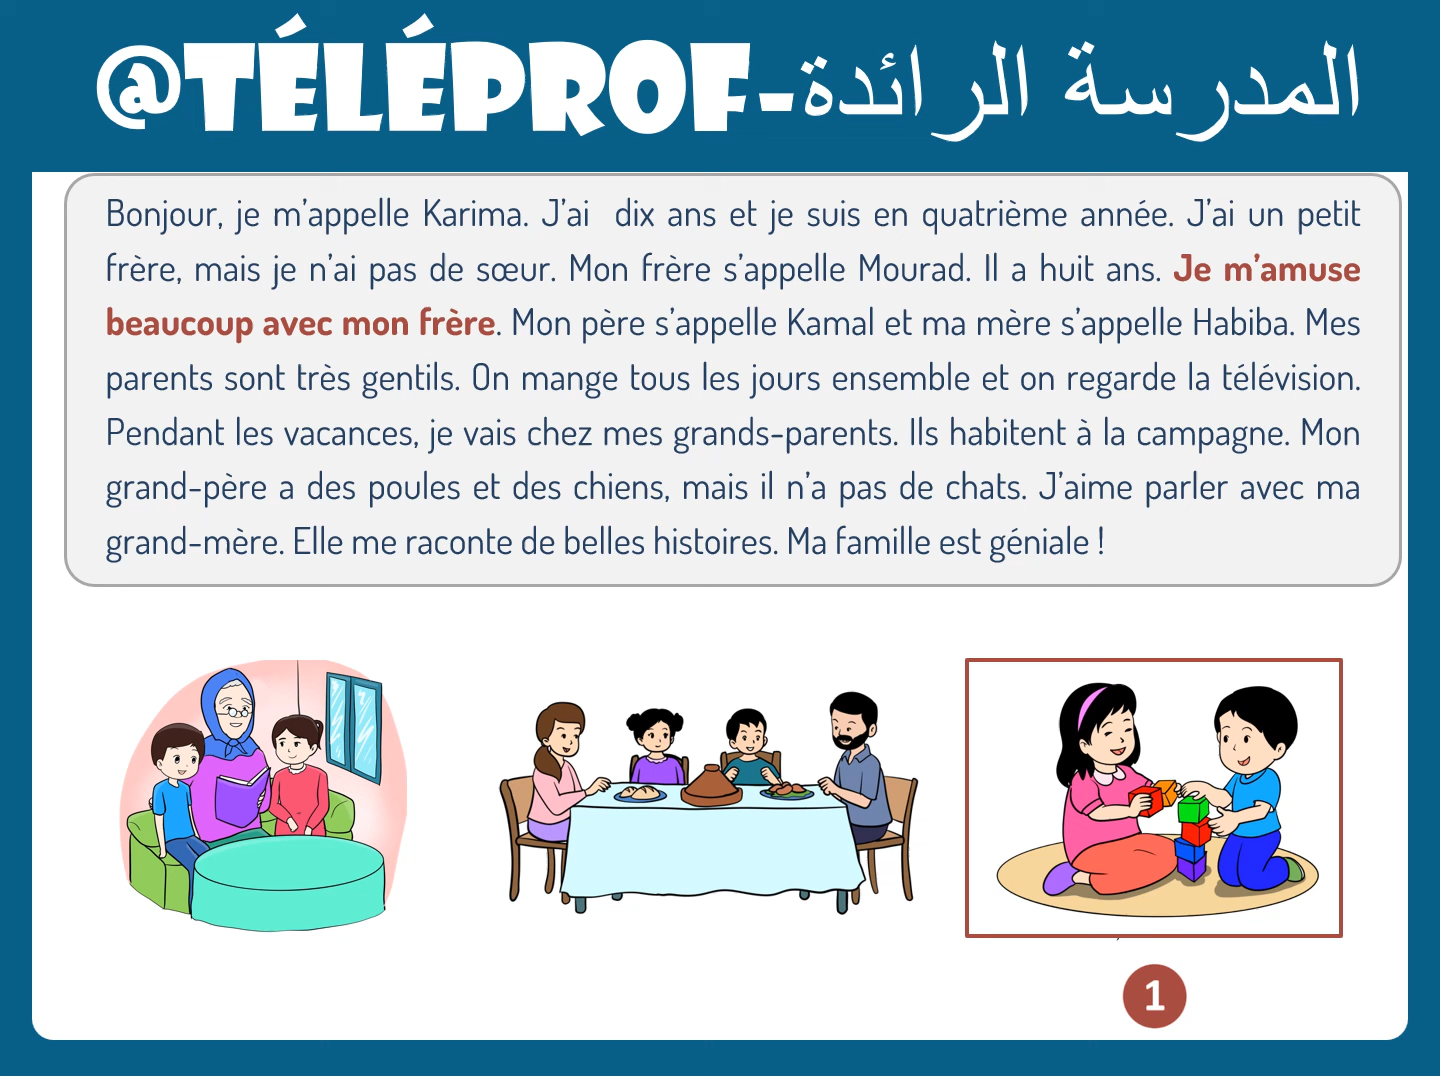 @TÉLÉPROF-المدرسة الرائدة
Bonjour, je m'appelle Karima. J'ai  dix ans et je suis en quatrième année. J'ai un petit
frère, mais je n'ai pas de sœur. Mon frère s'appelle Mourad. Il a huit ans. Je m'amuse
beaucoup avec mon frère. Mon père s'appelle Kamal et ma mère s'appelle Habiba. Mes
parents sont très gentils. On mange tous les jours ensemble et on regarde la télévision.
Pendant les vacances, je vais chez mes grands-parents. Ils habitent à la campagne. Mon
grand-père a des poules et des chiens, mais il n'a pas de chats. J'aime parler avec ma
grand-mère. Elle me raconte de belles histoires. Ma famille est géniale !
1